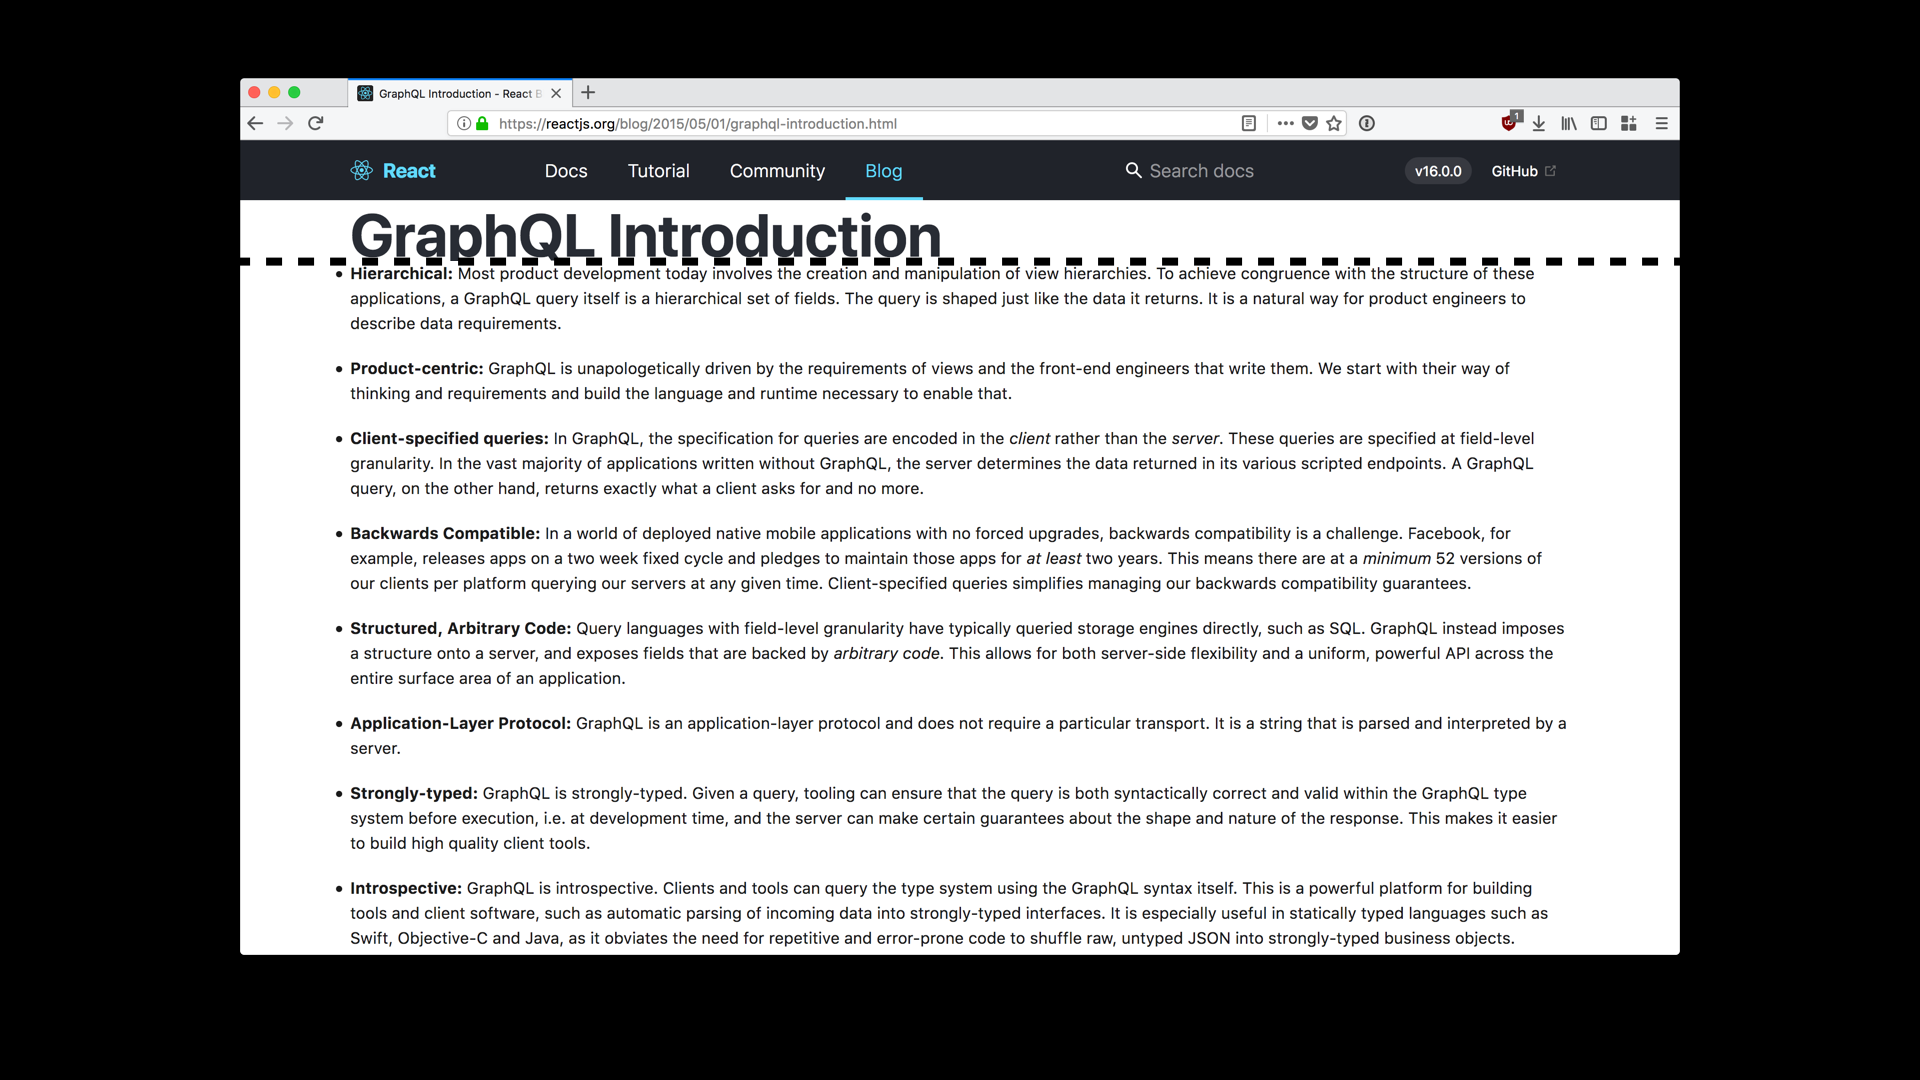 GraphQL Introduction - React B
https://reactjs.org/blog/2015/05/01/graphql-introduction.html
1
React Docs Tutorial Community Blog Search docs v16.0.0 GitHub
GraphQL Introduction
• Hierarchical: Most product development today involves the creation and manipulation of view hierarchies. To achieve congruence with the structure of these
applications, a GraphQL query itself is a hierarchical set of fields. The query is shaped just like the data it returns. It is a natural way for product engineers to
describe data requirements.
• Product-centric: GraphQL is unapologetically driven by the requirements of views and the front-end engineers that write them. We start with their way of
thinking and requirements and build the language and runtime necessary to enable that.
• Client-specified queries: In GraphQL, the specification for queries are encoded in the client rather than the server. These queries are specified at field-level
granularity. In the vast majority of applications written without GraphQL, the server determines the data returned in its various scripted endpoints. A GraphQL
query, on the other hand, returns exactly what a client asks for and no more.
• Backwards Compatible: In a world of deployed native mobile applications with no forced upgrades, backwards compatibility is a challenge. Facebook, for
example, releases apps on a two week fixed cycle and pledges to maintain those apps for at least two years. This means there are at a minimum 52 versions of
our clients per platform querying our servers at any given time. Client-specified queries simplifies managing our backwards compatibility guarantees.
• Structured, Arbitrary Code: Query languages with field-level granularity have typically queried storage engines directly, such as SQL. GraphQL instead imposes
a structure onto a server, and exposes fields that are backed by arbitrary code. This allows for both server-side flexibility and a uniform, powerful API across the
entire surface area of an application.
• Application-Layer Protocol: GraphQL is an application-layer protocol and does not require a particular transport. It is a string that is parsed and interpreted by a
server.
• Strongly-typed: GraphQL is strongly-typed. Given a query, tooling can ensure that the query is both syntactically correct and valid within the GraphQL type
system before execution, i.e. at development time, and the server can make certain guarantees about the shape and nature of the response. This makes it easier
to build high quality client tools.
• Introspective: GraphQL is introspective. Clients and tools can query the type system using the GraphQL syntax itself. This is a powerful platform for building
tools and client software, such as automatic parsing of incoming data into strongly-typed interfaces. It is especially useful in statically typed languages such as
Swift, Objective-C and Java, as it obviates the need for repetitive and error-prone code to shuffle raw, untyped JSON into strongly-typed business objects.